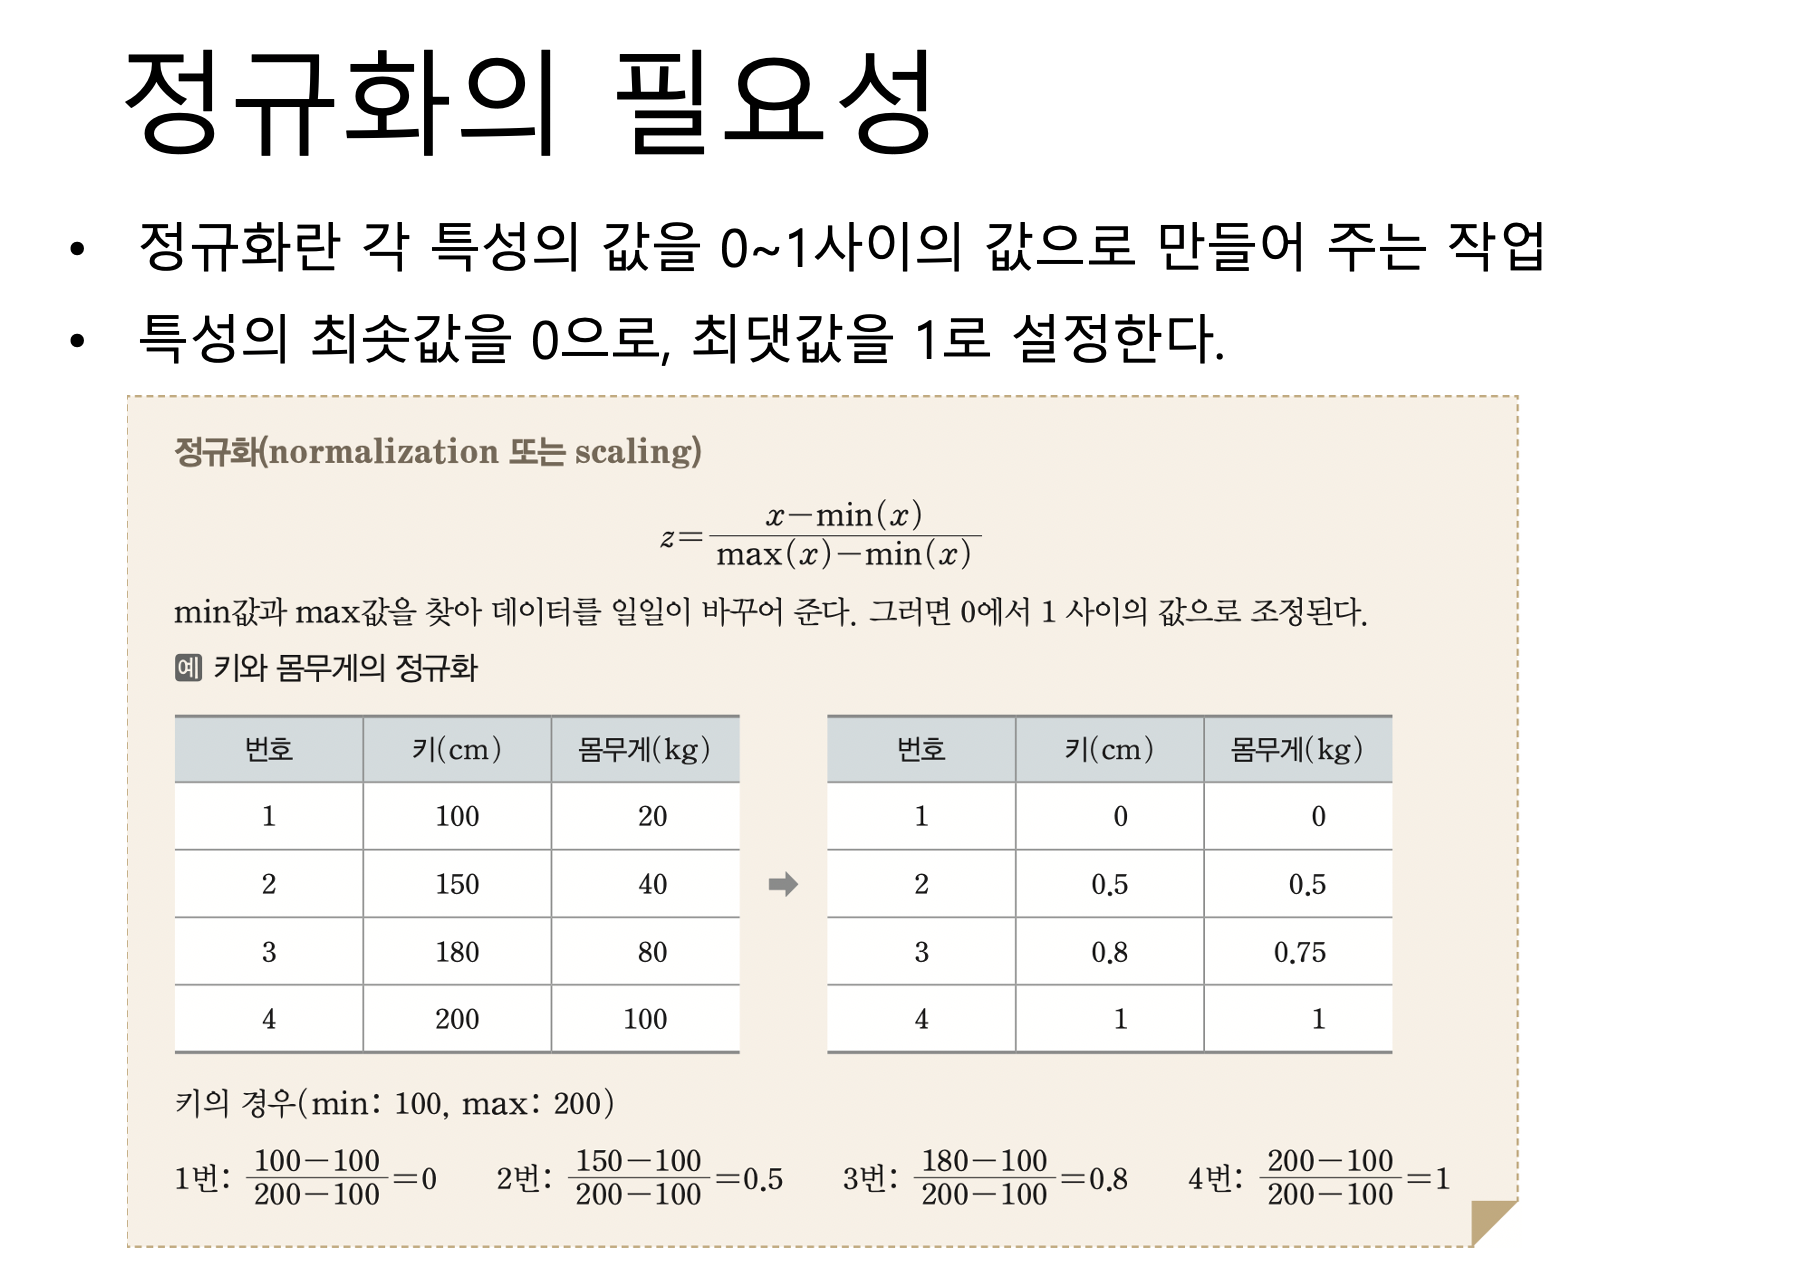 정규화의 필요성
• 정규화란 각 특성의 값을 0~1사이의 값으로 만들어 주는 작업
• 특성의 최솟값을 0으로, 최댓값을 1로 설정한다.
정규화(normalization 또는 scaling)
z=x−min(x)/max(x)−min(x)
min값과 max값을 찾아 데이터를 일일이 바꾸어 준다. 그러면 0에서 1 사이의 값으로 조정된다.
예 키와 몸무게의 정규화
번호 키(cm) 몸무게(kg) 번호 키(cm) 몸무게(kg)
1 100 20 1 0 0
2 150 40 ➡ 2 0.5 0.5
3 180 80 3 0.8 0.75
4 200 100 4 1 1
키의 경우(min: 100, max: 200)
1번: 100−100/200−100=0 2번: 150−100/200−100=0.5 3번: 180−100/200−100=0.8 4번: 200−100/200−100=1